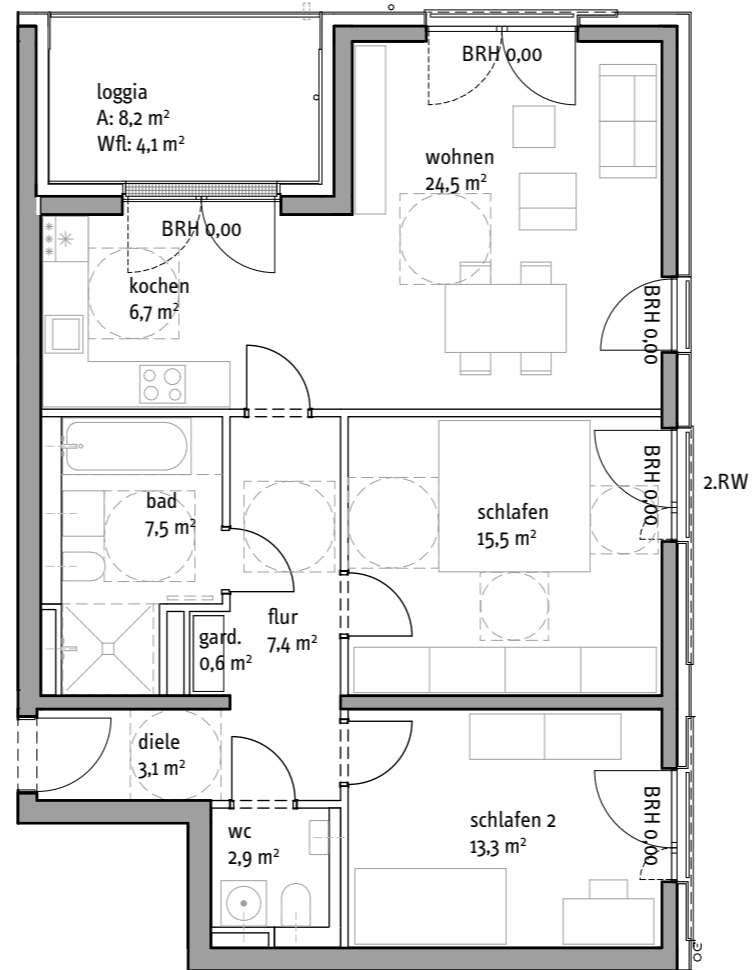 loggia
A: 8,2 m²
Wfl: 4,1 m²
BRH 0,00
wohnen
24,5 m²
BRH 0,00
kochen
6,7 m²
BRH 0,00
bad
7,5 m²
schlafen
15,5 m²
BRH 0,00
2.RW
gard.
0,6 m²
flur
7,4 m²
diele
3,1 m²
wc
2,9 m²
schlafen 2
13,3 m²
BRH 0,00